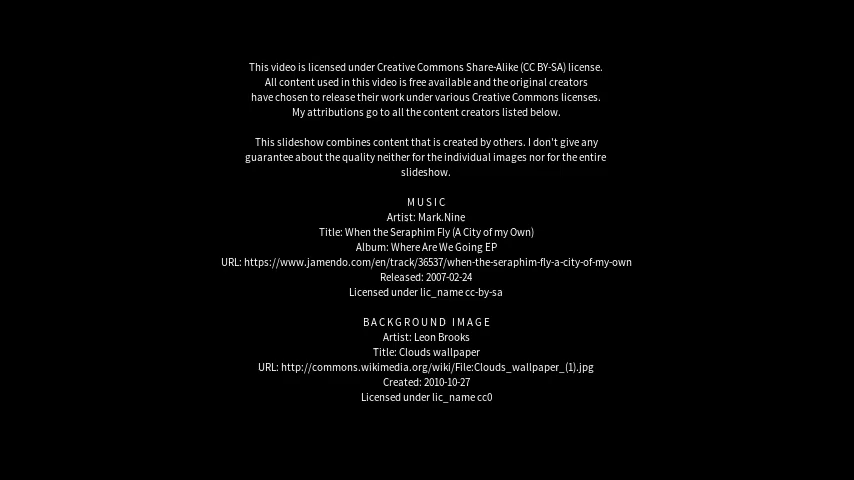 This video is licensed under Creative Commons Share-Alike (CC BY-SA) license.
All content used in this video is free available and the original creators
have chosen to release their work under various Creative Commons licenses.
My attributions go to all the content creators listed below.
This slideshow combines content that is created by others. I don't give any
guarantee about the quality neither for the individual images nor for the entire
slideshow.
MUSIC
Artist: Mark.Nine
Title: When the Seraphim Fly (A City of my Own)
Album: Where Are We Going EP
URL: https://www.jamendo.com/en/track/36537/when-the-seraphim-fly-a-city-of-my-own
Released: 2007-02-24
Licensed under lic_name cc-by-sa
BACKGROUND IMAGE
Artist: Leon Brooks
Title: Clouds wallpaper
URL: http://commons.wikimedia.org/wiki/File:Clouds_wallpaper_(1).jpg
Created: 2010-10-27
Licensed under lic_name cc0